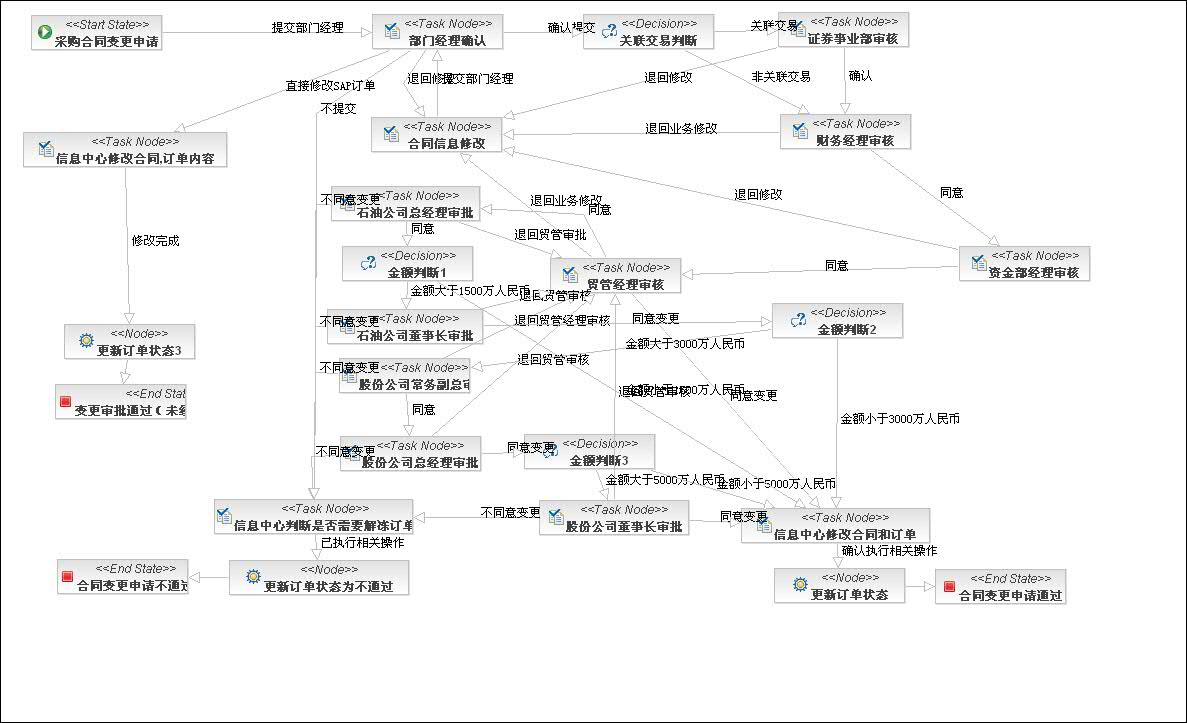 <<Start State>>
采购合同变更申请
提交部门经理
<<Task Node>>
部门经理确认
确认提交
<<Decision>>
关联交易判断
关联交易
<<Task Node>>
证券事业部审核
直接修改SAP订单
不提交
退回修改
提交部门经理
退回修改
非关联交易
确认
<<Task Node>>
信息中心修改合同,订单内容
<<Task Node>>
合同信息修改
退回业务修改
<<Task Node>>
财务经理审核
不同意变更
<<Task Node>>
石油公司总经理审批
退回业务修改
同意
退回修改
同意
修改完成
同意
退回贸管审批
<<Decision>>
金额判断1
<<Task Node>>
贸管经理审核
同意
<<Task Node>>
资金部经理审核
金额大于1500万人民币
退回贸管审核
不同意变更
<<Task Node>>
石油公司董事长审批
退回贸管经理审核
同意变更
<<Decision>>
金额判断2
<<Node>>
更新订单状态3
金额大于3000万人民币
不同意变更
<<Task Node>>
股份公司常务副总审
退回贸管审核
<<End Stat
变更审批通过（未纟
退回贸管审核
同意变更
同意
金额小于3000万人民币
不同意变更
<<Task Node>>
股份公司总经理审批
同意变更
<<Decision>>
金额判断3
金额大于5000万人民币
金额小于5000万人民币
<<Task Node>>
信息中心判断是否需要解冻订单
不同意变更
<<Task Node>>
股份公司董事长审批
同意变更
<<Task Node>>
信息中心修改合同和订单
已执行相关操作
确认执行相关操作
<<End State>>
合同变更申请不通过
<<Node>>
更新订单状态为不通过
<<Node>>
更新订单状态
<<End State>>
合同变更申请通过